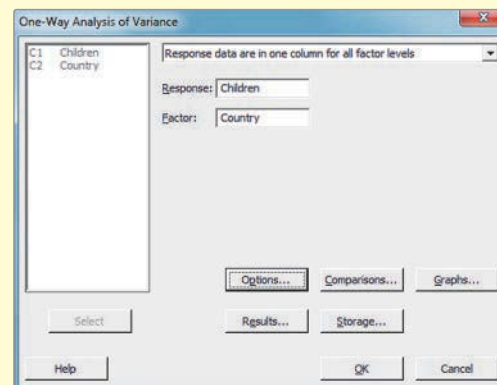 One-Way Analysis of Variance
C1 Children
C2 Country
Response data are in one column for all factor levels
Response: Children
Factor: Country
Options... Comparisons... Graphs...
Select Results... Storage...
Help OK Cancel